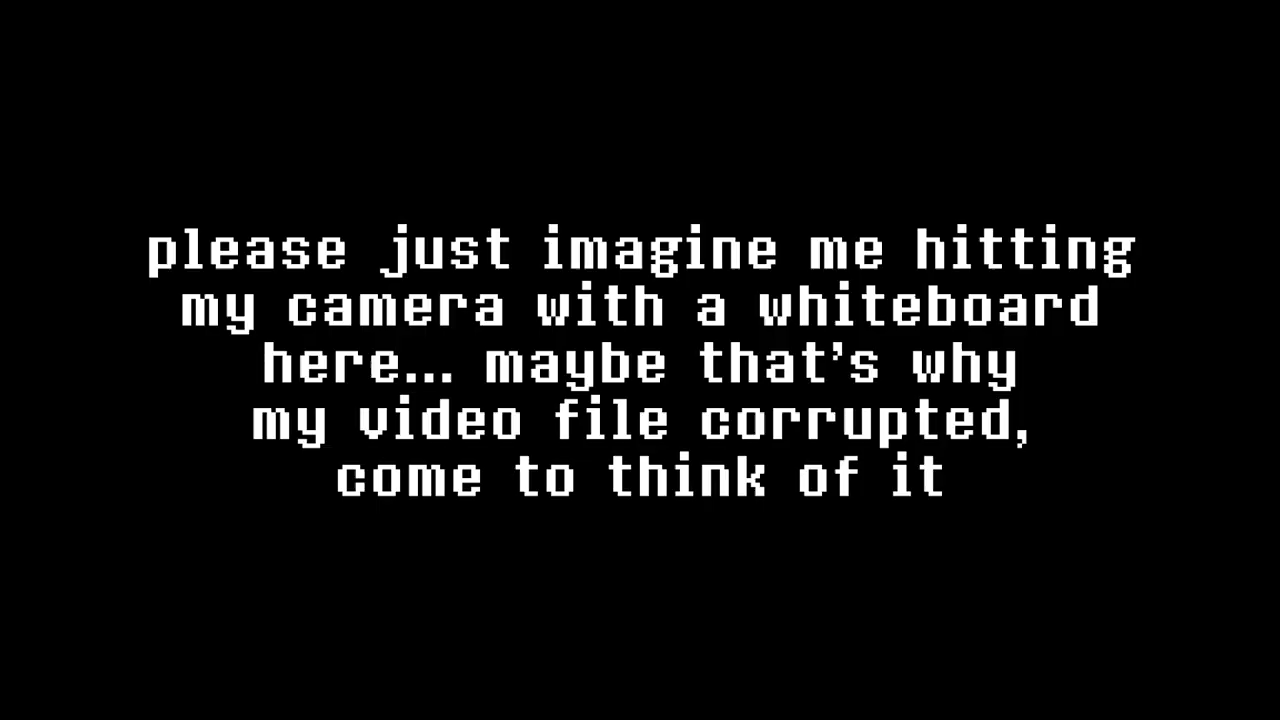 please just imagine me hitting
my camera with a whiteboard
here... maybe that's why
my video file corrupted,
come to think of it